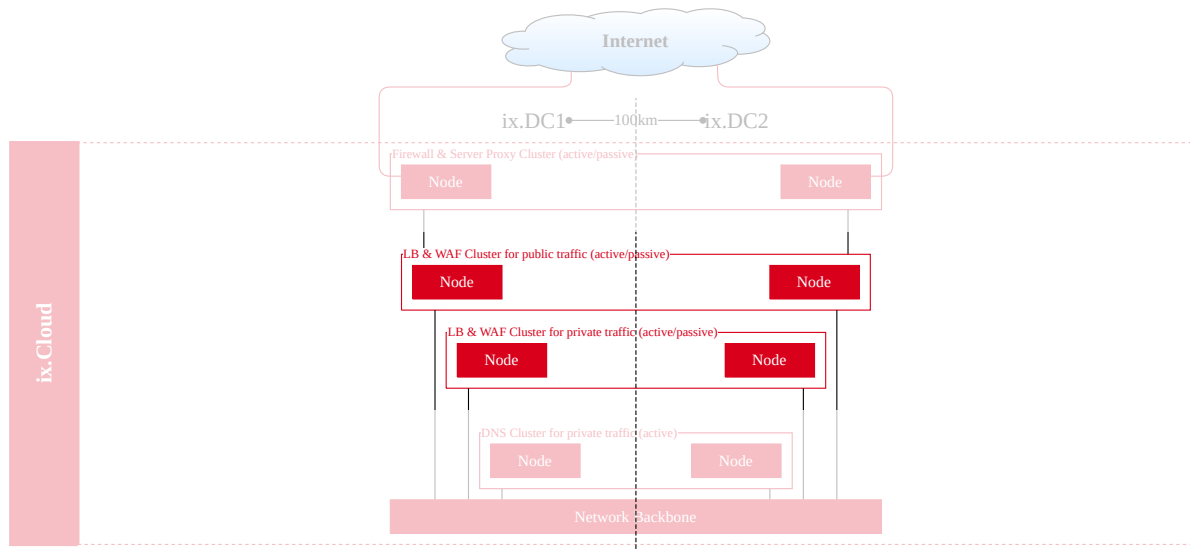 Internet
ix.DC1
100km
ix.DC2
Firewall & Server Proxy Cluster (active/passive)
Node
Node
LB & WAF Cluster for public traffic (active/passive)
Node
Node
LB & WAF Cluster for private traffic (active/passive)
Node
Node
DNS Cluster for private traffic (active)
Node
Node
Network Backbone
ix.Cloud